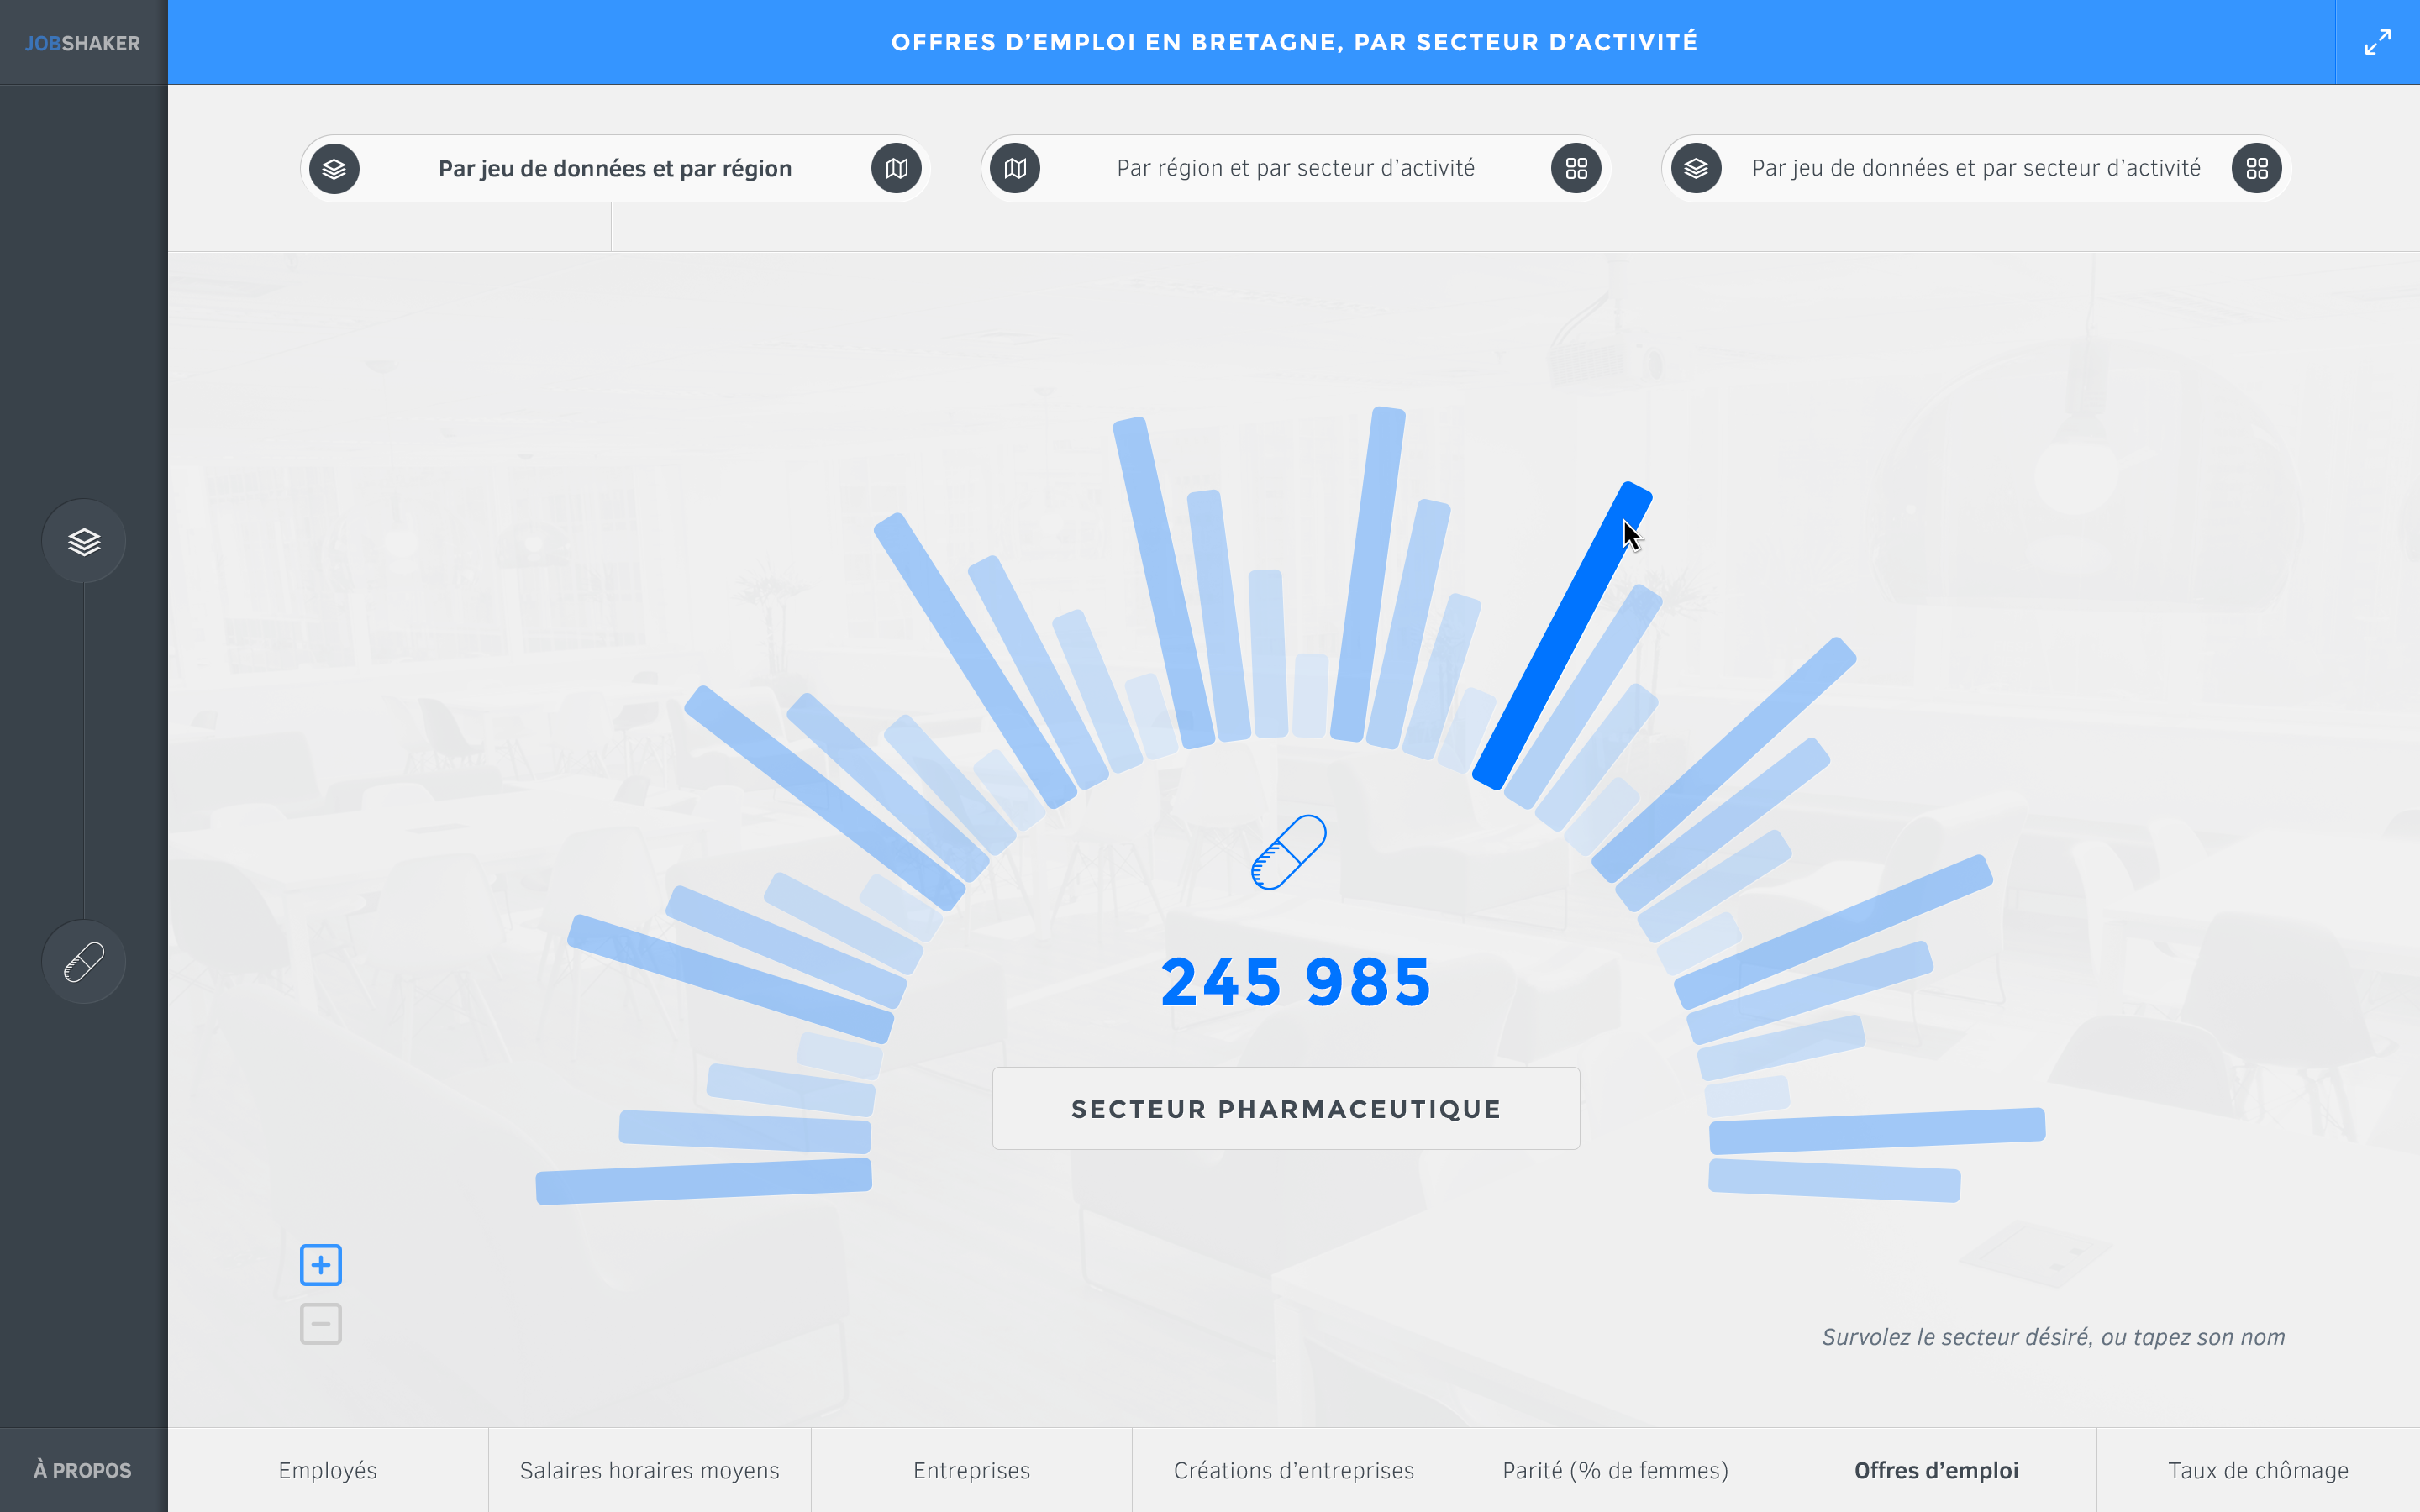 JOBSHAKER
OFFRES D’EMPLOI EN BRETAGNE, PAR SECTEUR D’ACTIVITÉ
Par jeu de données et par région
Par région et par secteur d’activité
Par jeu de données et par secteur d’activité
245 985
SECTEUR PHARMACEUTIQUE
Survolez le secteur désiré, ou tapez son nom
À PROPOS
Employés
Salaires horaires moyens
Entreprises
Créations d’entreprises
Parité (% de femmes)
Offres d’emploi
Taux de chômage